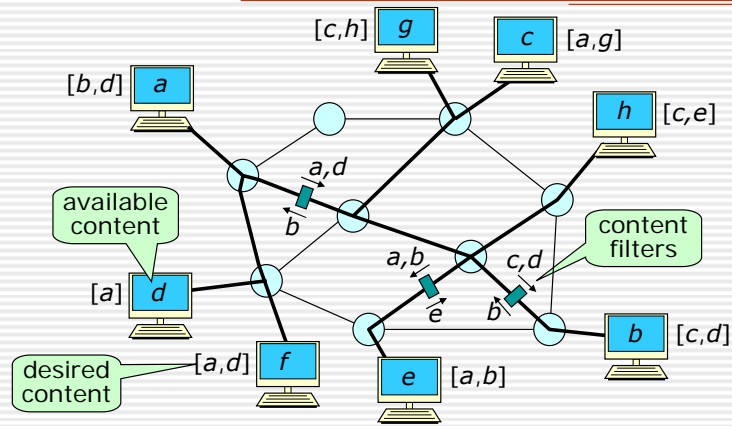 [c,h]
g
c
[a,g]
[b,d]
a
h
[c,e]
a,d
b
available
content
content
filters
a,b
e
c,d
b
[a]
d
desired
content
[a,d]
f
e
[a,b]
b
[c,d]